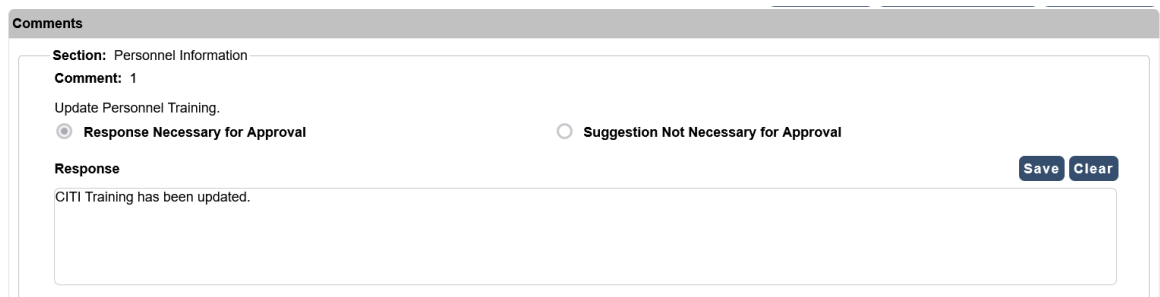 Comments
Section: Personnel Information
Comment: 1
Update Personnel Training.
Response Necessary for Approval
Suggestion Not Necessary for Approval
Response
Save Clear
CITI Training has been updated.